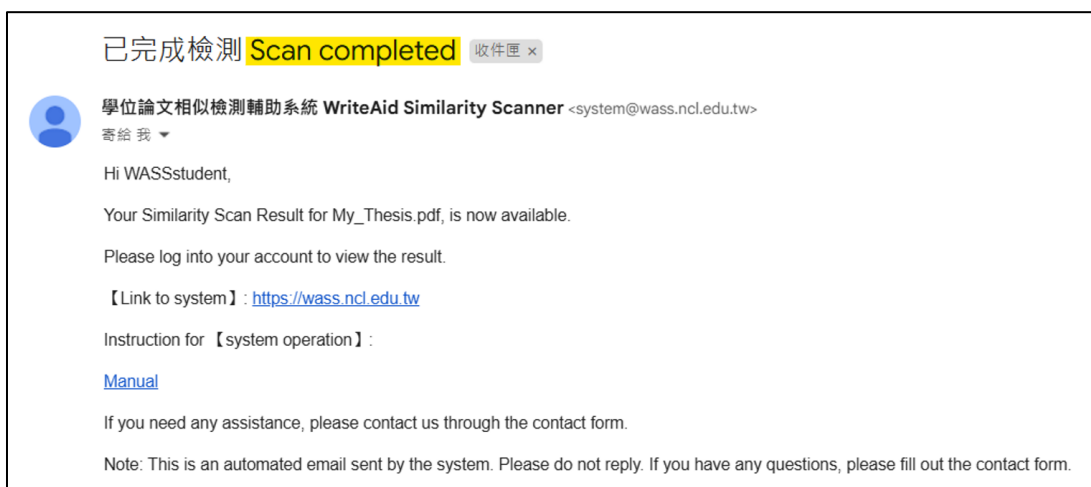 已完成檢測 Scan completed 收件匣 ×
學位論文相似檢測輔助系統 WriteAid Similarity Scanner <system@wass.ncl.edu.tw>
寄給 我
Hi WASSstudent,
Your Similarity Scan Result for My_Thesis.pdf, is now available.
Please log into your account to view the result.
【Link to system】: https://wass.ncl.edu.tw
Instruction for 【system operation】:
Manual
If you need any assistance, please contact us through the contact form.
Note: This is an automated email sent by the system. Please do not reply. If you have any questions, please fill out the contact form.